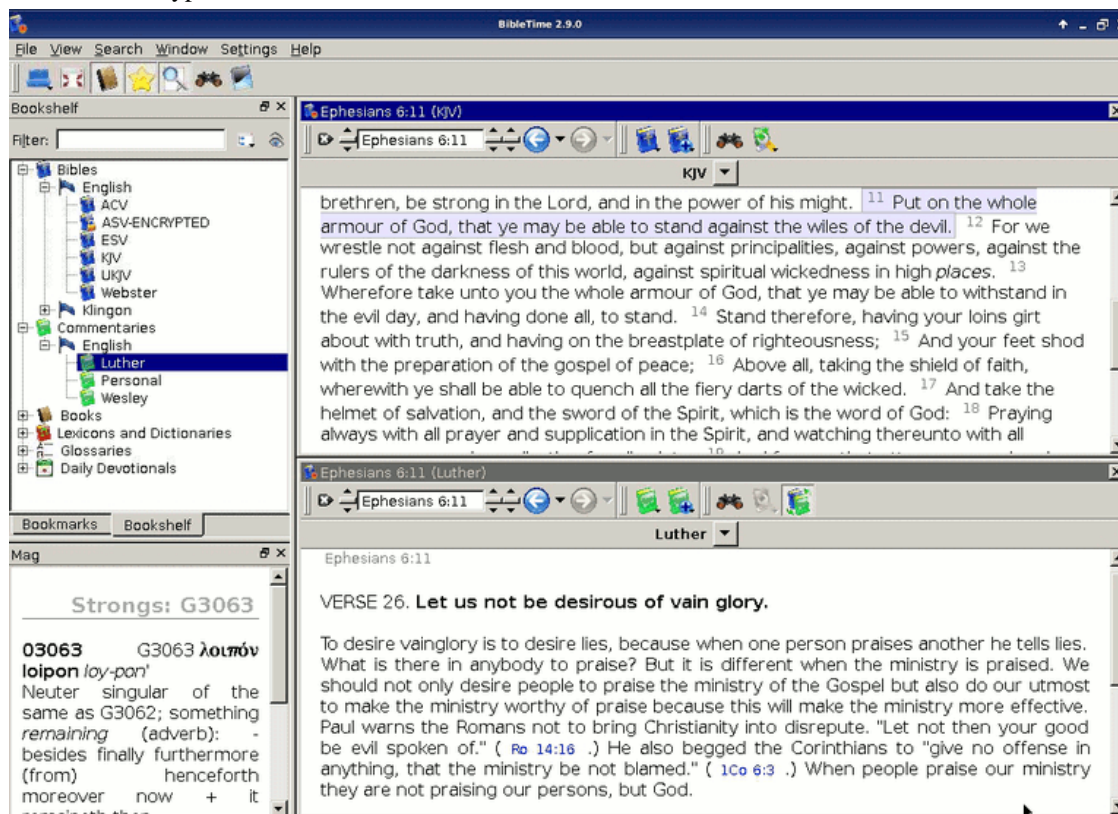 BibleTime 2.9.0
File View Search Window Settings Help
Bookshelf
Filter:
Bibles
English
ACV
ASV-ENCRYPTED
ESV
KJV
UKJV
Webster
Klingon
Commentaries
English
Luther
Personal
Wesley
Books
Lexicons and Dictionaries
Glossaries
Daily Devotionals
Bookmarks Bookshelf
Mag
Strongs: G3063
03063 G3063 λοιπόν
loipon loy-pon'
Neuter singular of the
same as G3062; something
remaining (adverb): -
besides finally furthermore
(from) henceforth
moreover now + it
Ephesians 6:11 (KJV)
Ephesians 6:11
KJV
brethren, be strong in the Lord, and in the power of his might. 11 Put on the whole
armour of God, that ye may be able to stand against the wiles of the devil. 12 For we
wrestle not against flesh and blood, but against principalities, against powers, against the
rulers of the darkness of this world, against spiritual wickedness in high places. 13
Wherefore take unto you the whole armour of God, that ye may be able to withstand in
the evil day, and having done all, to stand. 14 Stand therefore, having your loins girt
about with truth, and having on the breastplate of righteousness; 15 And your feet shod
with the preparation of the gospel of peace; 16 Above all, taking the shield of faith,
wherewith ye shall be able to quench all the fiery darts of the wicked. 17 And take the
helmet of salvation, and the sword of the Spirit, which is the word of God: 18 Praying
always with all prayer and supplication in the Spirit, and watching thereunto with all
Ephesians 6:11 (Luther)
Ephesians 6:11
Luther
Ephesians 6:11
VERSE 26. Let us not be desirous of vain glory.
To desire vainglory is to desire lies, because when one person praises another he tells lies.
What is there in anybody to praise? But it is different when the ministry is praised. We
should not only desire people to praise the ministry of the Gospel but also do our utmost
to make the ministry worthy of praise because this will make the ministry more effective.
Paul warns the Romans not to bring Christianity into disrepute. "Let not then your good
be evil spoken of." ( Ro 14:16 .) He also begged the Corinthians to "give no offense in
anything, that the ministry be not blamed." ( 1Co 6:3 .) When people praise our ministry
they are not praising our persons, but God.